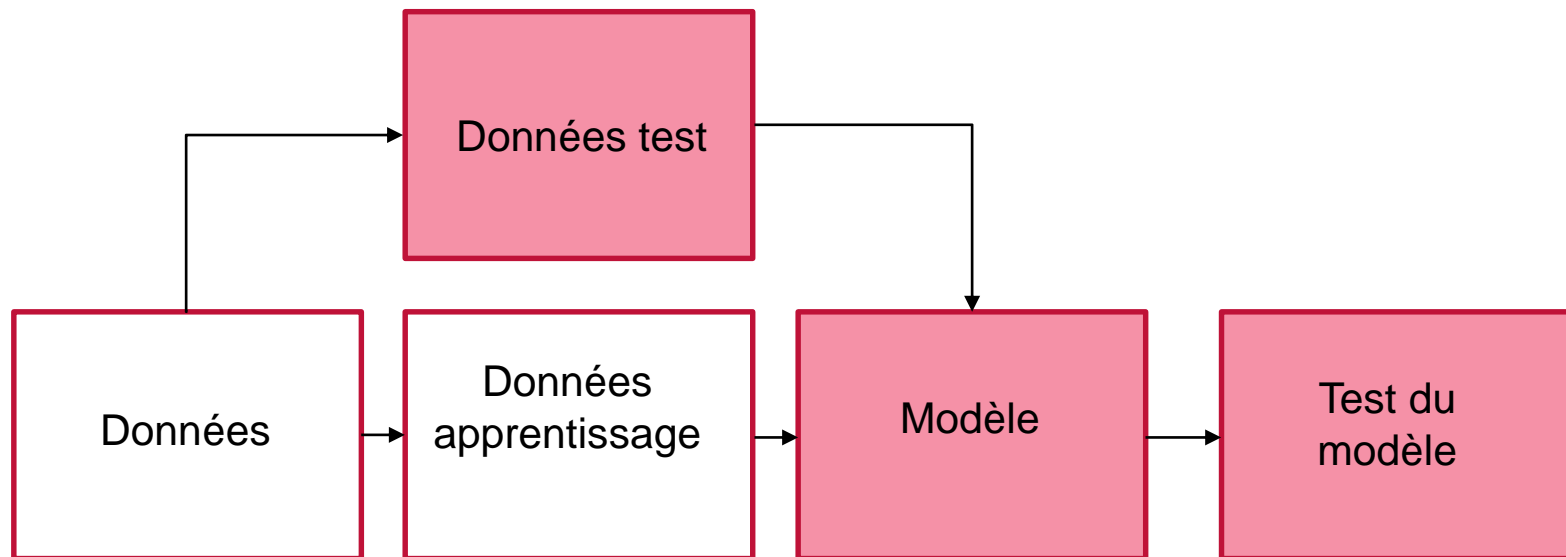 Données test
Données
Données
apprentissage
Modèle
Test du
modèle